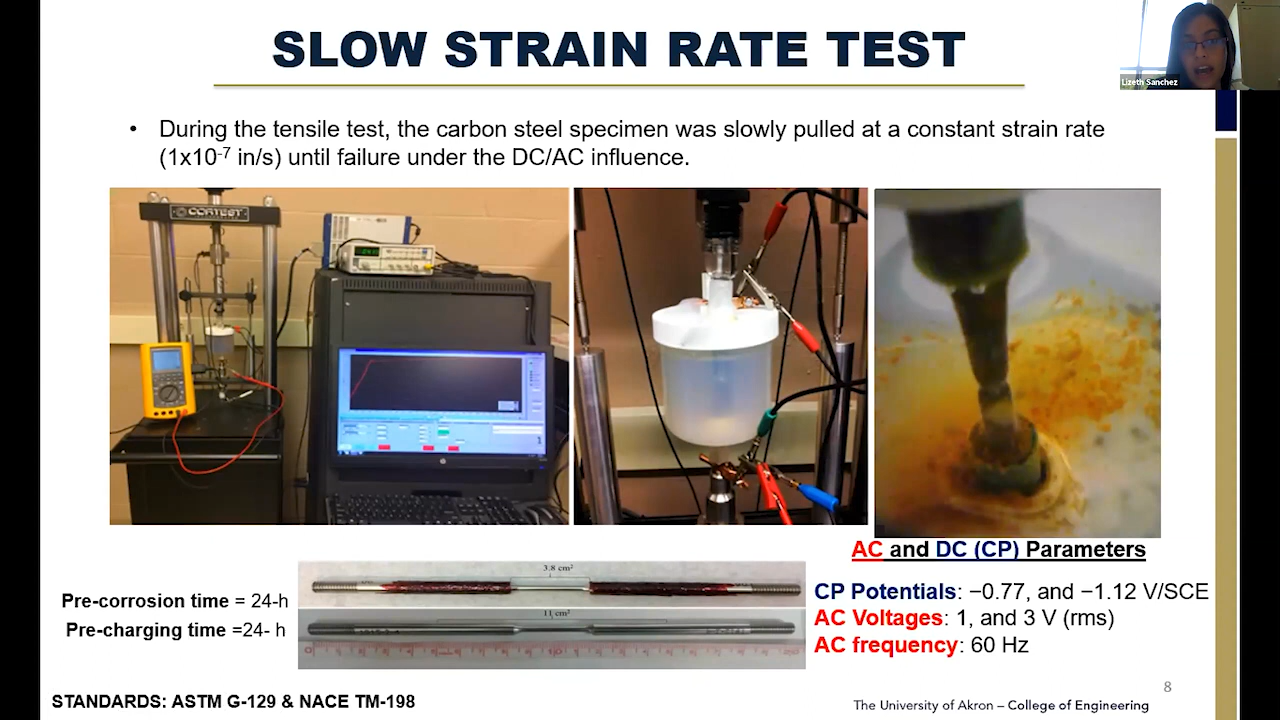 SLOW STRAIN RATE TEST
Lizeth Sanchez
• During the tensile test, the carbon steel specimen was slowly pulled at a constant strain rate
(1x10-7 in/s) until failure under the DC/AC influence.
CORTEST
AC and DC (CP) Parameters
3.8 cm²
11 cm²
Pre-corrosion time = 24-h
Pre-charging time =24- h
CP Potentials: −0.77, and −1.12 V/SCE
AC Voltages: 1, and 3 V (rms)
AC frequency: 60 Hz
STANDARDS: ASTM G-129 & NACE TM-198
8
The University of Akron – College of Engineering